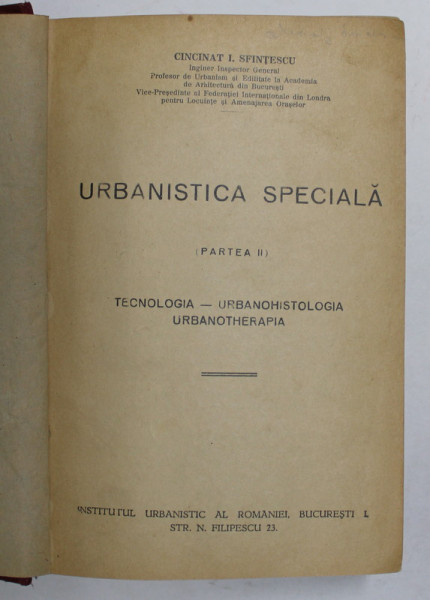 CINCINAT I. SFINȚESCU
Inginer Inspector General
Profesor de Urbanism și Edilitate la Academia
de Arhitectură din București
Vice-Președinte al Federației Internaționale din Londra
pentru Locuințe și Amenajarea Orașelor
URBANISTICA SPECIALĂ
(PARTEA II)
TECNOLOGIA — URBANOHISTOLOGIA
URBANOTHERAPIA
INSTITUTUL URBANISTIC AL ROMÂNIEI. BUCUREȘTI I.
STR. N. FILIPESCU 23.